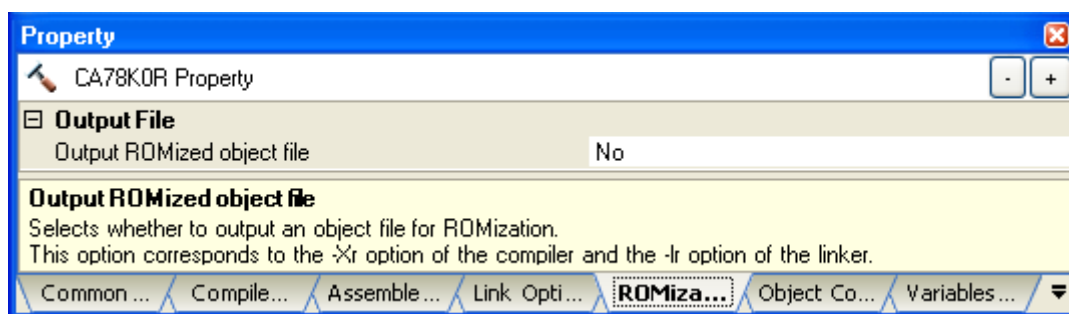 Property
CA78K0R Property
- +
Output File
Output ROMized object file No
Output ROMized object file
Selects whether to output an object file for ROMization.
This option corresponds to the -Xr option of the compiler and the -lr option of the linker.
Common ... Compile... Assemble... Link Opti... ROMiza... Object Co... Variables...